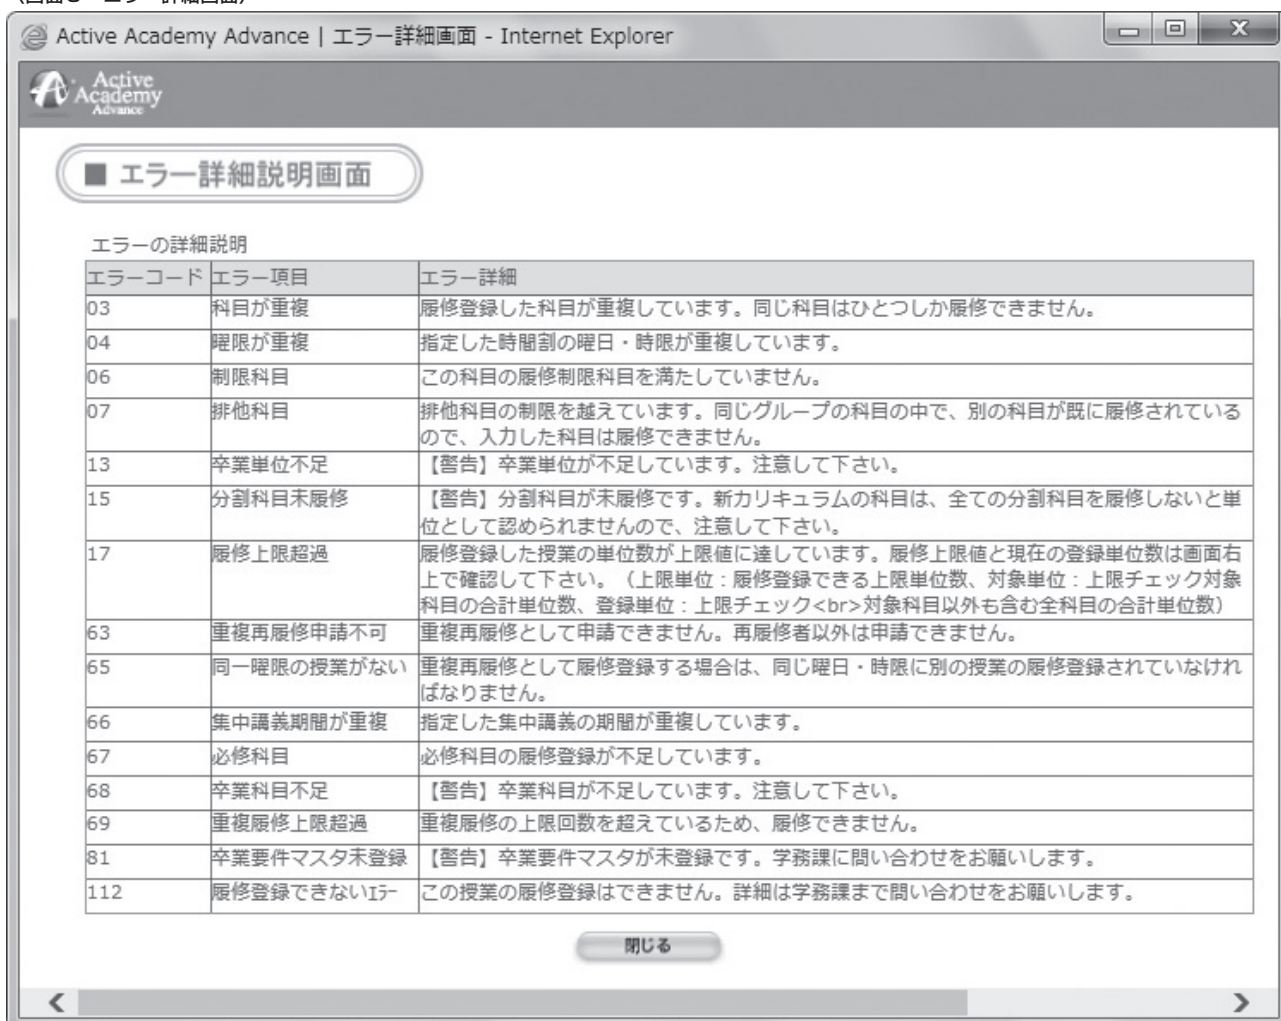 Active Academy Advance | エラー詳細画面 - Internet Explorer
Active
Academy
Advance
■ エラー詳細説明画面
エラーの詳細説明
エラーコード エラー項目 エラー詳細
03 科目が重複 履修登録した科目が重複しています。同じ科目はひとつしか履修できません。
04 曜限が重複 指定した時間割の曜日・時限が重複しています。
06 制限科目 この科目の履修制限科目を満たしていません。
07 排他科目 排他科目の制限を越えています。同じグループの科目の中で、別の科目が既に履修されている
ので、入力した科目は履修できません。
13 卒業単位不足 【警告】卒業単位が不足しています。注意して下さい。
15 分割科目未履修 【警告】分割科目が未履修です。新カリキュラムの科目は、全ての分割科目を履修しないと単
位として認められませんので、注意して下さい。
17 履修上限超過 履修登録した授業の単位数が上限値に達しています。履修上限値と現在の登録単位数は画面右
上で確認して下さい。（上限単位：履修登録できる上限単位数、対象単位：上限チェック対象
科目の合計単位数、登録単位：上限チェック<br>対象科目以外も含む全科目の合計単位数）
63 重複再履修申請不可 重複再履修として申請できません。再履修者以外は申請できません。
65 同一曜限の授業がない 重複再履修として履修登録する場合は、同じ曜日・時限に別の授業の履修登録されていなけれ
ばなりません。
66 集中講義期間が重複 指定した集中講義の期間が重複しています。
67 必修科目 必修科目の履修登録が不足しています。
68 卒業科目不足 【警告】卒業科目が不足しています。注意して下さい。
69 重複履修上限超過 重複履修の上限回数を超えているため、履修できません。
81 卒業要件マスタ未登録 【警告】卒業要件マスタが未登録です。学務課に問い合わせをお願いします。
112 履修登録できないｴﾗｰ この授業の履修登録はできません。詳細は学務課まで問い合わせをお願いします。
閉じる